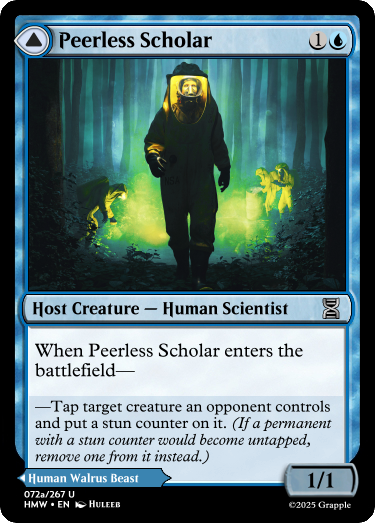 Peerless Scholar
1
Host Creature — Human Scientist
When Peerless Scholar enters the
battlefield—
—Tap target creature an opponent controls
and put a stun counter on it. (If a permanent
with a stun counter would become untapped,
remove one from it instead.)
Human Walrus Beast
1/1
072a/267 U
HMW • EN Huleeb
©2025 Grapple